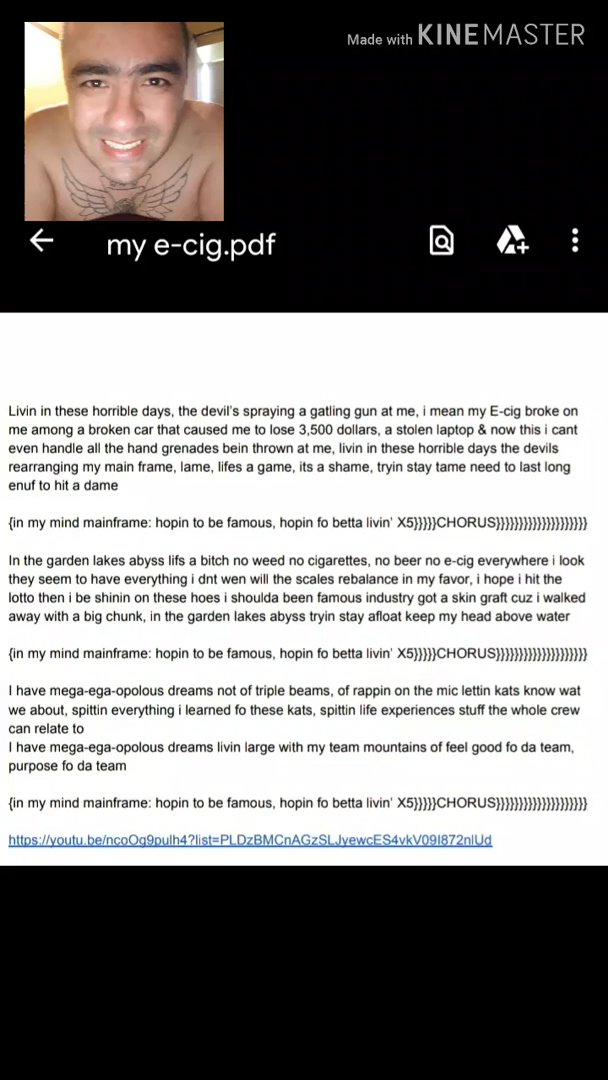 Made with KINEMASTER
my e-cig.pdf
Livin in these horrible days, the devil's spraying a gatling gun at me, i mean my E-cig broke on
me among a broken car that caused me to lose 3,500 dollars, a stolen laptop & now this i cant
even handle all the hand grenades bein thrown at me, livin in these horrible days the devils
rearranging my main frame, lame, lifes a game, its a shame, tryin stay tame need to last long
enuf to hit a dame
{in my mind mainframe: hopin to be famous, hopin fo betta livin' X5}}}}}CHORUS}}}}}}}}}}}}}}}}}}}
In the garden lakes abyss lifs a bitch no weed no cigarettes, no beer no e-cig everywhere i look
they seem to have everything i dnt wen will the scales rebalance in my favor, i hope i hit the
lotto then i be shinin on these hoes i shoulda been famous industry got a skin graft cuz i walked
away with a big chunk, in the garden lakes abyss tryin stay afloat keep my head above water
{in my mind mainframe: hopin to be famous, hopin fo betta livin' X5}}}}}CHORUS}}}}}}}}}}}}}}}}}}}
I have mega-ega-opolous dreams not of triple beams, of rappin on the mic lettin kats know wat
we about, spittin everything i learned fo these kats, spittin life experiences stuff the whole crew
can relate to
I have mega-ega-opolous dreams livin large with my team mountains of feel good fo da team,
purpose fo da team
{in my mind mainframe: hopin to be famous, hopin fo betta livin' X5}}}}}CHORUS}}}}}}}}}}}}}}}}}}}
https://youtu.be/ncoOg9pulh4?list=PLDzBMCnAGzSLJyewcES4vkV09I872nlUd